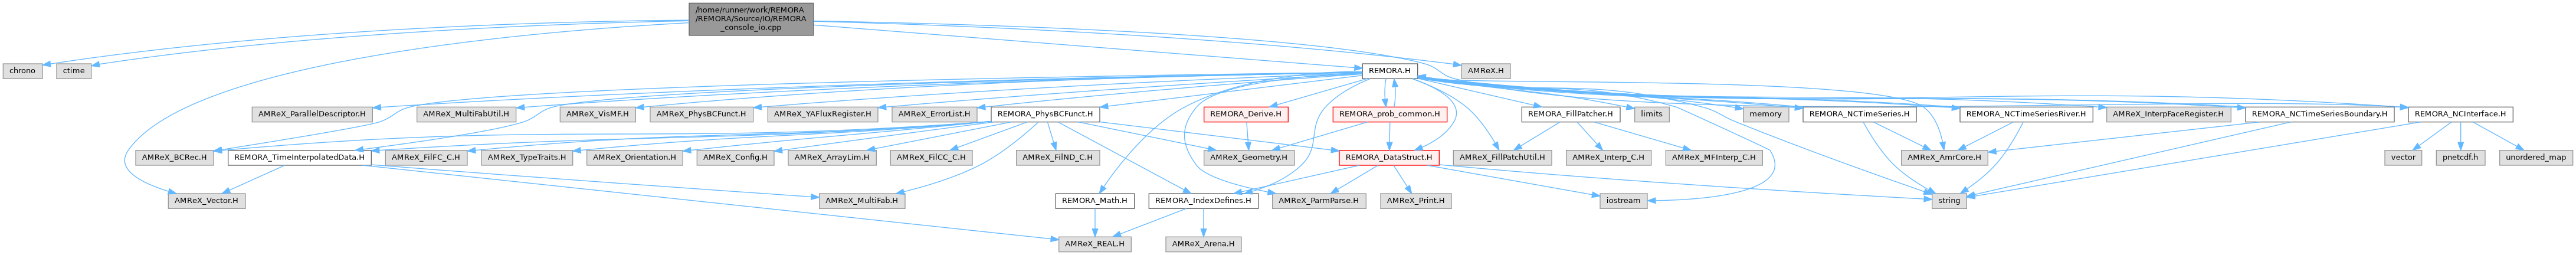 /home/runner/work/REMORA
/REMORA/Source/IO/REMORA
_console_io.cpp
chrono
ctime
REMORA.H
AMReX.H
AMReX_ParallelDescriptor.H
AMReX_MultiFabUtil.H
AMReX_VisMF.H
AMReX_PhysBCFunct.H
AMReX_YAFluxRegister.H
AMReX_ErrorList.H
REMORA_PhysBCFunct.H
REMORA_Derive.H
REMORA_prob_common.H
REMORA_FillPatcher.H
limits
memory
REMORA_NCTimeSeries.H
REMORA_NCTimeSeriesRiver.H
AMReX_InterpFaceRegister.H
REMORA_NCTimeSeriesBoundary.H
REMORA_NCInterface.H
AMReX_BCRec.H
REMORA_TimeInterpolatedData.H
AMReX_FilFC_C.H
AMReX_TypeTraits.H
AMReX_Orientation.H
AMReX_Config.H
AMReX_ArrayLim.H
AMReX_FilCC_C.H
AMReX_FilND_C.H
AMReX_Geometry.H
REMORA_DataStruct.H
AMReX_FillPatchUtil.H
AMReX_Interp_C.H
AMReX_MFInterp_C.H
AMReX_AmrCore.H
vector
pnetcdf.h
unordered_map
AMReX_Vector.H
AMReX_MultiFab.H
REMORA_Math.H
REMORA_IndexDefines.H
AMReX_ParmParse.H
AMReX_Print.H
iostream
string
AMReX_REAL.H
AMReX_Arena.H